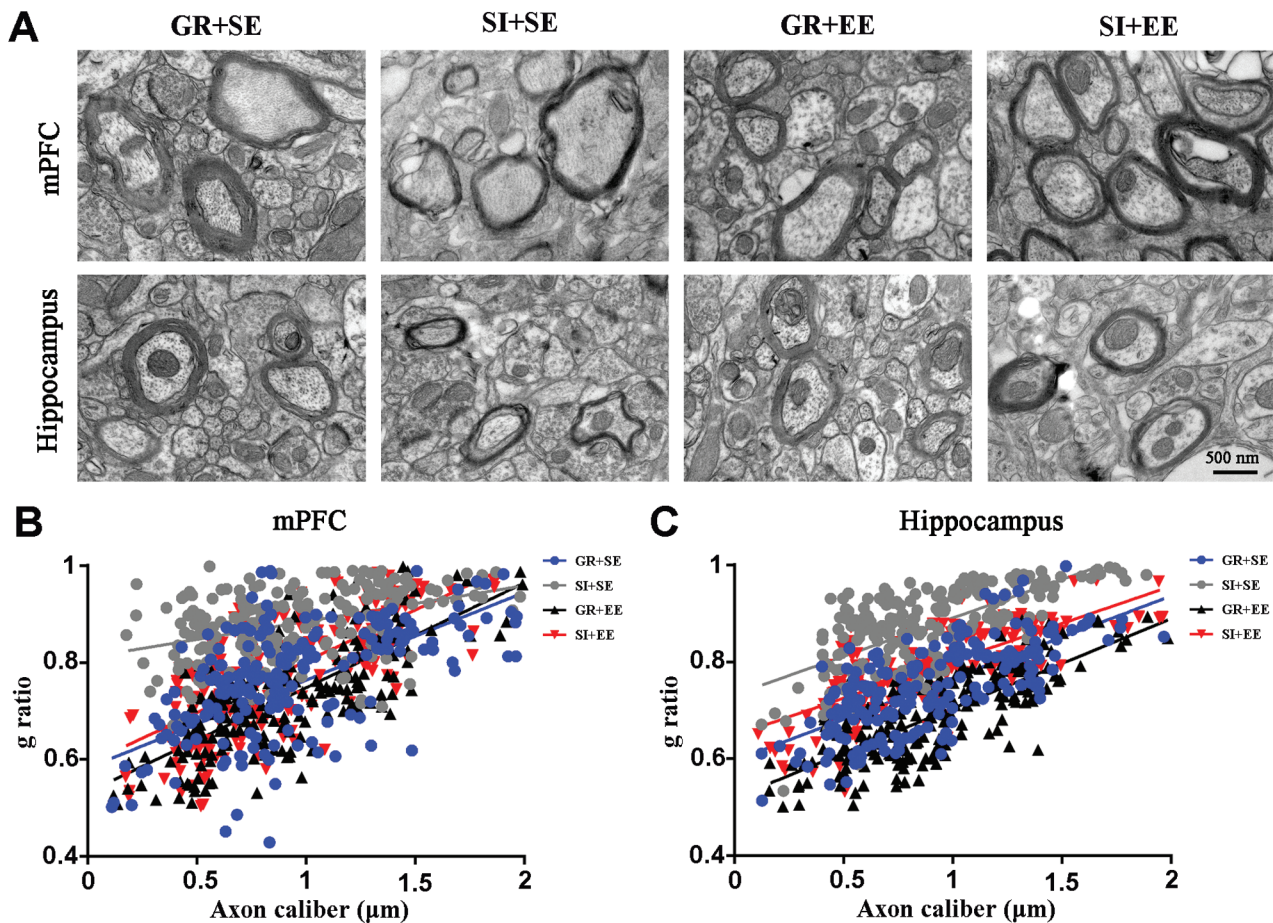 A
GR+SE SI+SE GR+EE SI+EE
mPFC
Hippocampus
500 nm
B mPFC
g ratio
1
0.8
0.6
0.4
0 0.5 1 1.5 2
Axon caliber (μm)
GR+SE
SI+SE
GR+EE
SI+EE
C Hippocampus
g ratio
1
0.8
0.6
0.4
0 0.5 1 1.5 2
Axon caliber (μm)
GR+SE
SI+SE
GR+EE
SI+EE